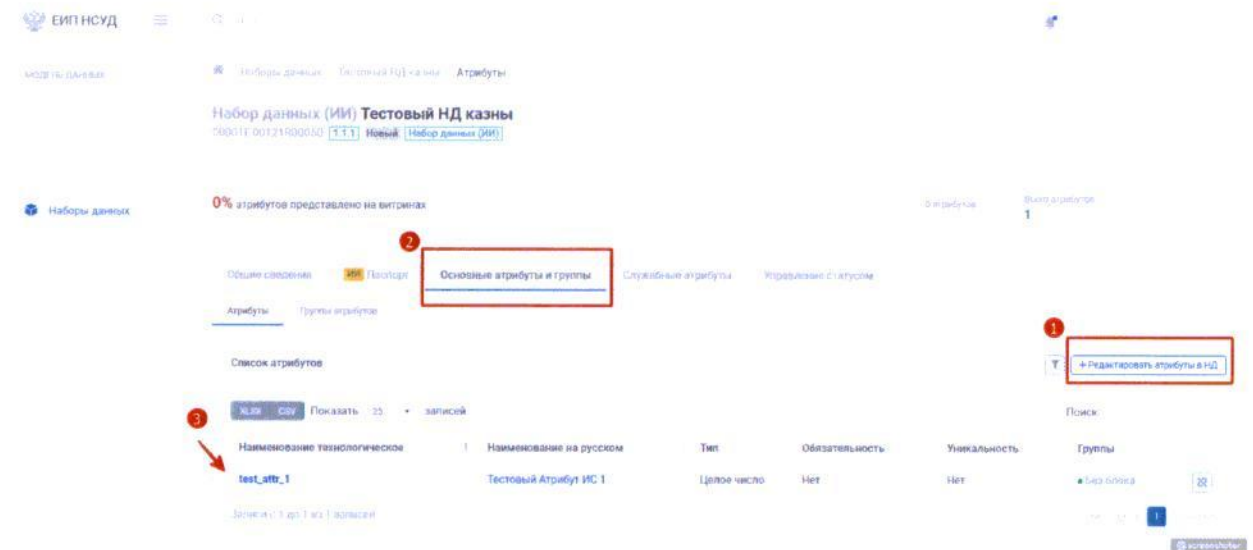 ЕИП НСУД
МОДЕЛЬ ДАННЫХ
Наборы данных Тестовый НД казны Атрибуты
Набор данных (ИИ) Тестовый НД казны
1.1.1 Новый Набор данных (ИИ)
Наборы данных
0% атрибутов представлено на витринах
0 атрибутов
Всего атрибутов
1
2
Общие сведения ИИ Паспорт Основные атрибуты и группы Служебные атрибуты Управление статусом
Атрибуты Группы атрибутов
1
Список атрибутов
+ Редактировать атрибуты в НД
XLSX CSV Показать 25 записей
Поиск:
3
Наименование технологическое Наименование на русском Тип Обязательность Уникальность Группы
test_attr_1 Тестовый Атрибут ИС 1 Целое число Нет Нет Без блока
Записи с 1 до 1 из 1 записей
1
screenshoter